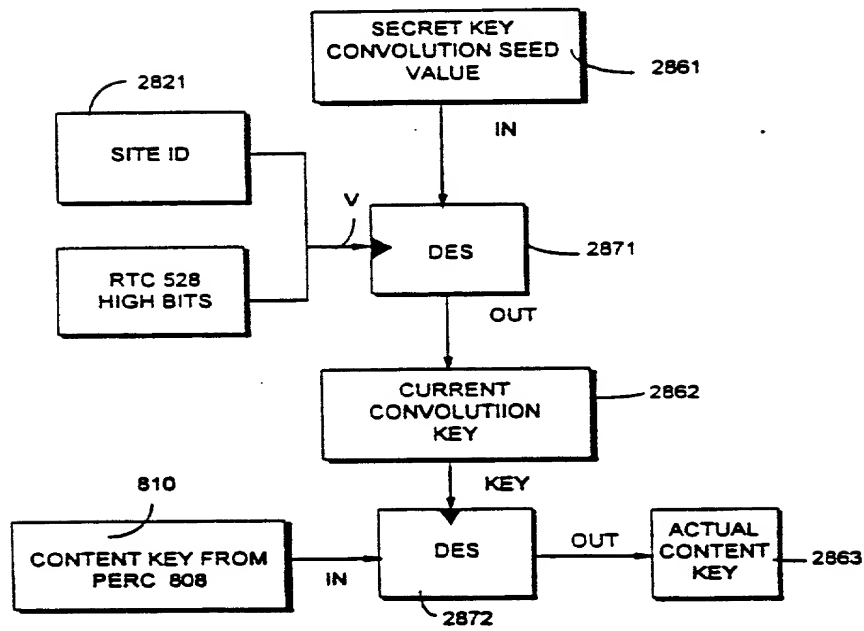 SECRET KEY
CONVOLUTION SEED
VALUE
2861
2821
IN
SITE ID
V
DES
2871
RTC 528
HIGH BITS
OUT
CURRENT
CONVOLUTIION
KEY
2862
810
KEY
CONTENT KEY FROM
PERC 808
IN
DES
OUT
ACTUAL
CONTENT
KEY
2863
2872